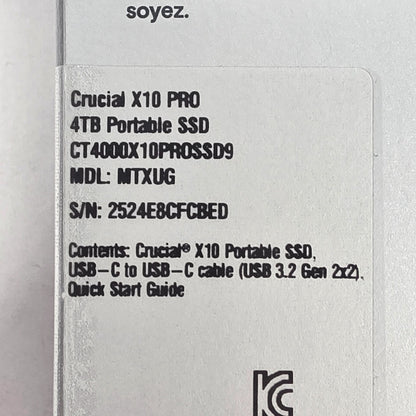 soyez.
Crucial X10 PRO
4TB Portable SSD
CT4000X10PROSSD9
MDL: MTXUG
S/N: 2524E8CFCBED
Contents: Crucial® X10 Portable SSD,
USB-C to USB-C cable (USB 3.2 Gen 2x2),
Quick Start Guide